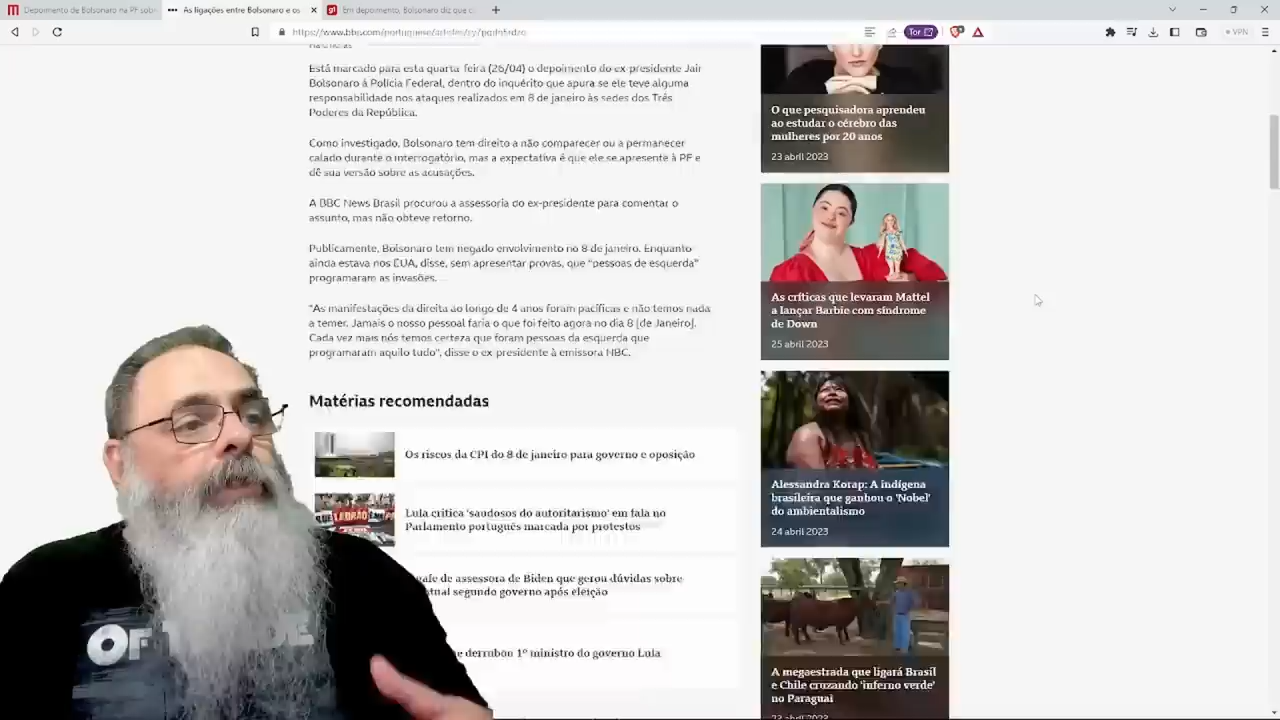 Depoimento de Bolsonaro na PF sobr
As ligações entre Bolsonaro e os
Em depoimento, Bolsonaro diz que c
Tor
VPN
Está marcado para esta quarta-feira (26/04) o depoimento do ex-presidente Jair
Bolsonaro à Polícia Federal, dentro do inquérito que apura se ele teve alguma
responsabilidade nos ataques realizados em 8 de janeiro às sedes dos Três
Poderes da República.
Como investigado, Bolsonaro tem direito a não comparecer ou a permanecer
calado durante o interrogatório, mas a expectativa é que ele se apresente à PF e
dê sua versão sobre as acusações.
A BBC News Brasil procurou a assessoria do ex-presidente para comentar o
assunto, mas não obteve retorno.
Publicamente, Bolsonaro tem negado envolvimento no 8 de janeiro. Enquanto
ainda estava nos EUA, disse, sem apresentar provas, que "pessoas de esquerda"
programaram as invasões.
"As manifestações da direita ao longo de 4 anos foram pacíficas e não temos nada
a temer. Jamais o nosso pessoal faria o que foi feito agora no dia 8 [de Janeiro].
Cada vez mais nós temos certeza que foram pessoas da esquerda que
programaram aquilo tudo", disse o ex-presidente à emissora NBC.
Matérias recomendadas
Os riscos da CPI do 8 de janeiro para governo e oposição
Lula critica 'saudosos do autoritarismo' em fala no
Parlamento português marcada por protestos
gafe de assessora de Biden que gerou dúvidas sobre
segundo governo após eleição
derrubou 1º ministro do governo Lula
O que pesquisadora aprendeu
ao estudar o cérebro das
mulheres por 20 anos
23 abril 2023
As críticas que levaram Mattel
a lançar Barbie com síndrome
de Down
25 abril 2023
Alessandra Korap: A indígena
brasileira que ganhou o 'Nobel'
do ambientalismo
24 abril 2023
A megaestrada que ligará Brasil
e Chile cruzando 'inferno verde'
no Paraguai
23 abril 2023
OF